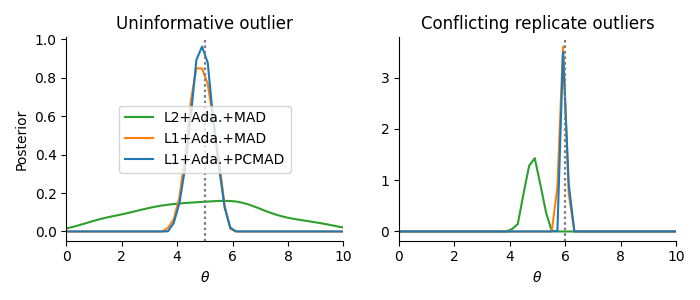 Uninformative outlier
Conflicting replicate outliers
Posterior
1.0
0.8
0.6
0.4
0.2
0.0
L2+Ada.+MAD
L1+Ada.+MAD
L1+Ada.+PCMAD
0 2 4 6 8 10
θ
3
2
1
0
0 2 4 6 8 10
θ